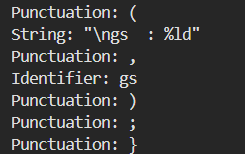 Punctuation: (
String: "\ngs  : %ld"
Punctuation: ,
Identifier: gs
Punctuation: )
Punctuation: ;
Punctuation: }